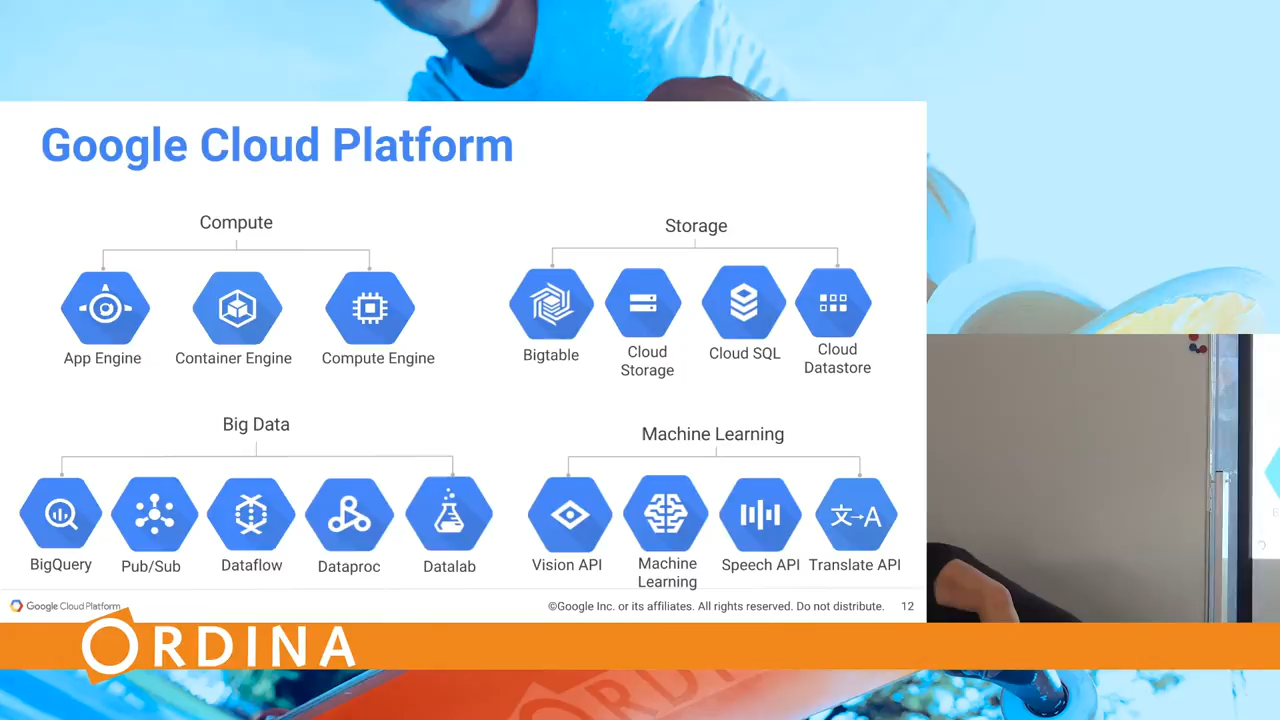 Google Cloud Platform
Compute
App Engine
Container Engine
Compute Engine
Storage
Bigtable
Cloud
Storage
Cloud SQL
Cloud
Datastore
Big Data
BigQuery
Pub/Sub
Dataflow
Dataproc
Datalab
Machine Learning
Vision API
Machine
Learning
Speech API
文→A
Translate API
Google Cloud Platform
©Google Inc. or its affiliates. All rights reserved. Do not distribute.
12
ORDINA
ORDI